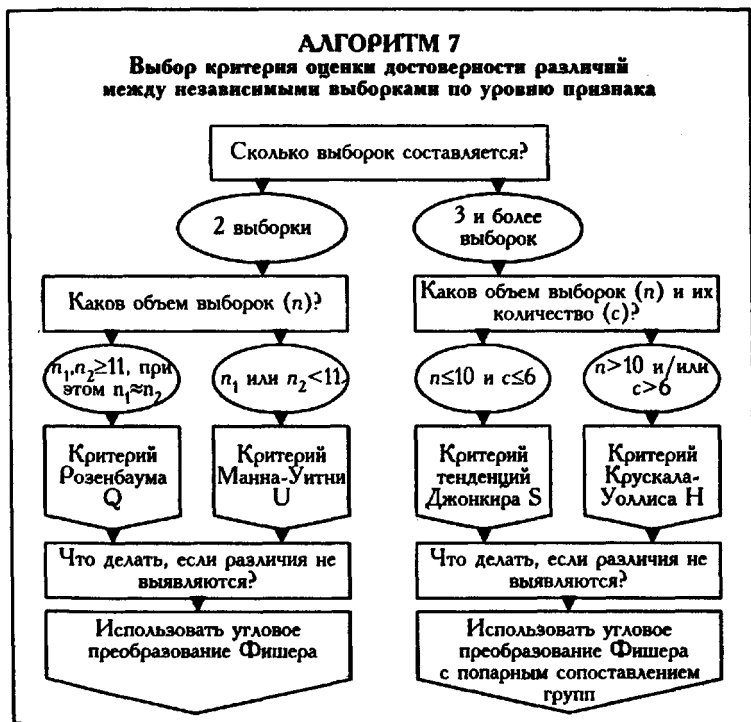 АЛГОРИТМ 7
Выбор критерия оценки достоверности различий
между независимыми выборками по уровню признака
Сколько выборок составляется?
2 выборки
3 и более
выборок
Каков объем выборок (n)?
Каков объем выборок (n) и их
количество (c)?
n₁,n₂≥11, при
этом n₁≈n₂
n₁ или n₂<11
n≤10 и c≤6
n>10 и/или
c>6
Критерий
Розенбаума
Q
Критерий
Манна-Уитни
U
Критерий
тенденций
Джонкира S
Критерий
Крускала-
Уоллиса H
Что делать, если различия не
выявляются?
Что делать, если различия не
выявляются?
Использовать угловое
преобразование Фишера
Использовать угловое
преобразование Фишера
с попарным сопоставлением
групп